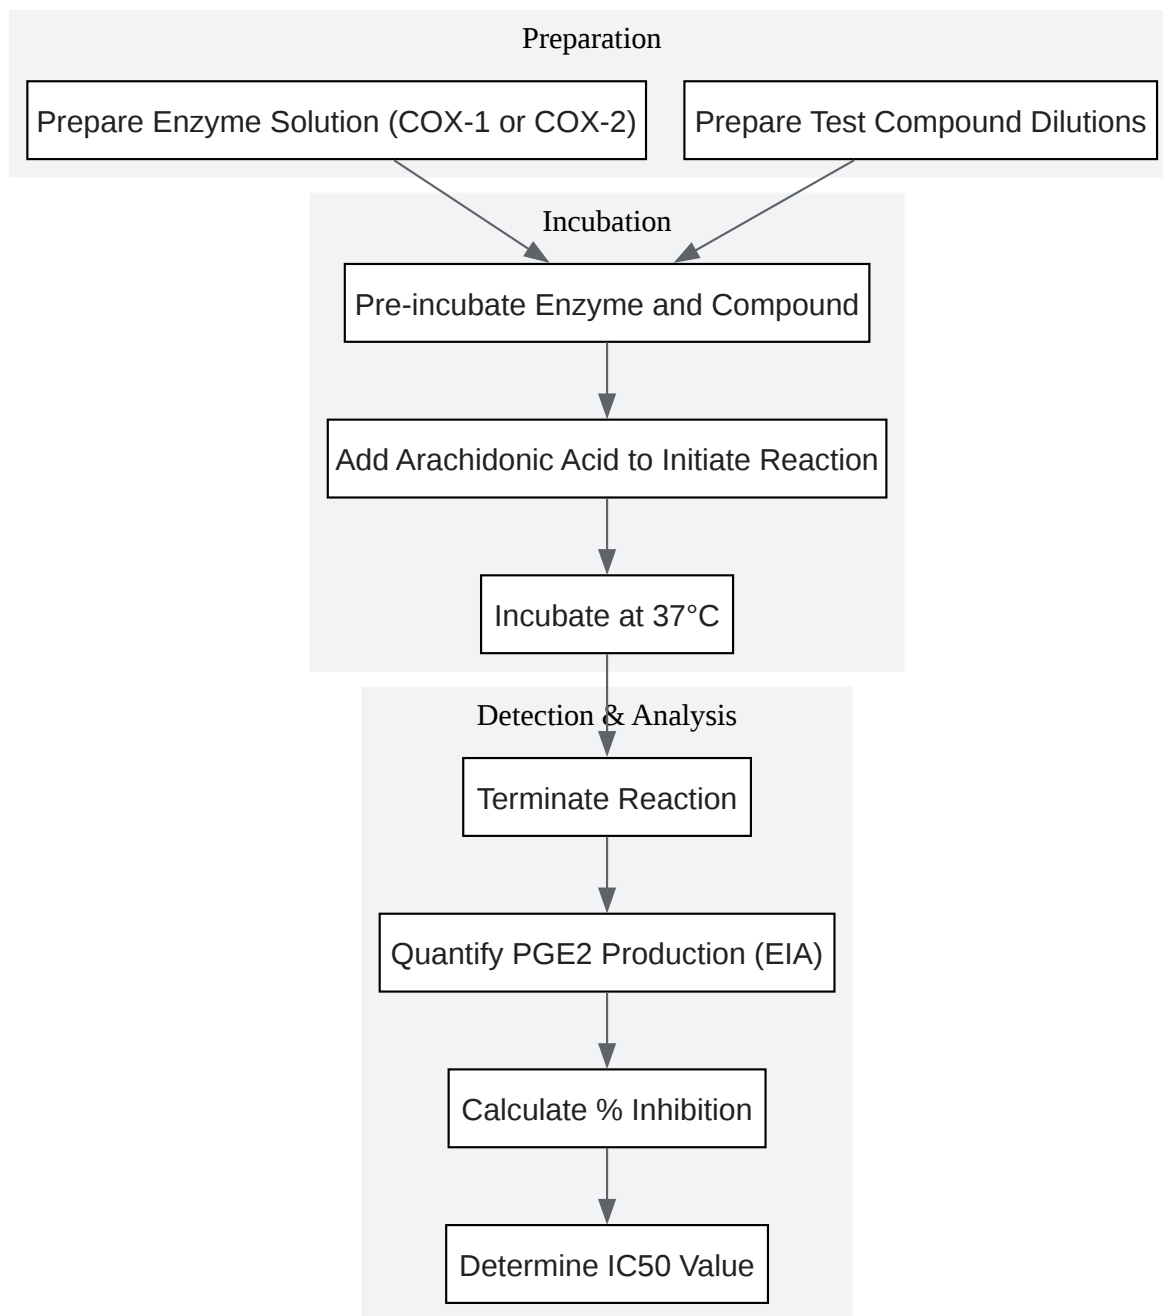 Preparation
Prepare Enzyme Solution (COX-1 or COX-2)
Prepare Test Compound Dilutions
Incubation
Pre-incubate Enzyme and Compound
Add Arachidonic Acid to Initiate Reaction
Incubate at 37°C
Detection & Analysis
Terminate Reaction
Quantify PGE2 Production (EIA)
Calculate % Inhibition
Determine IC50 Value